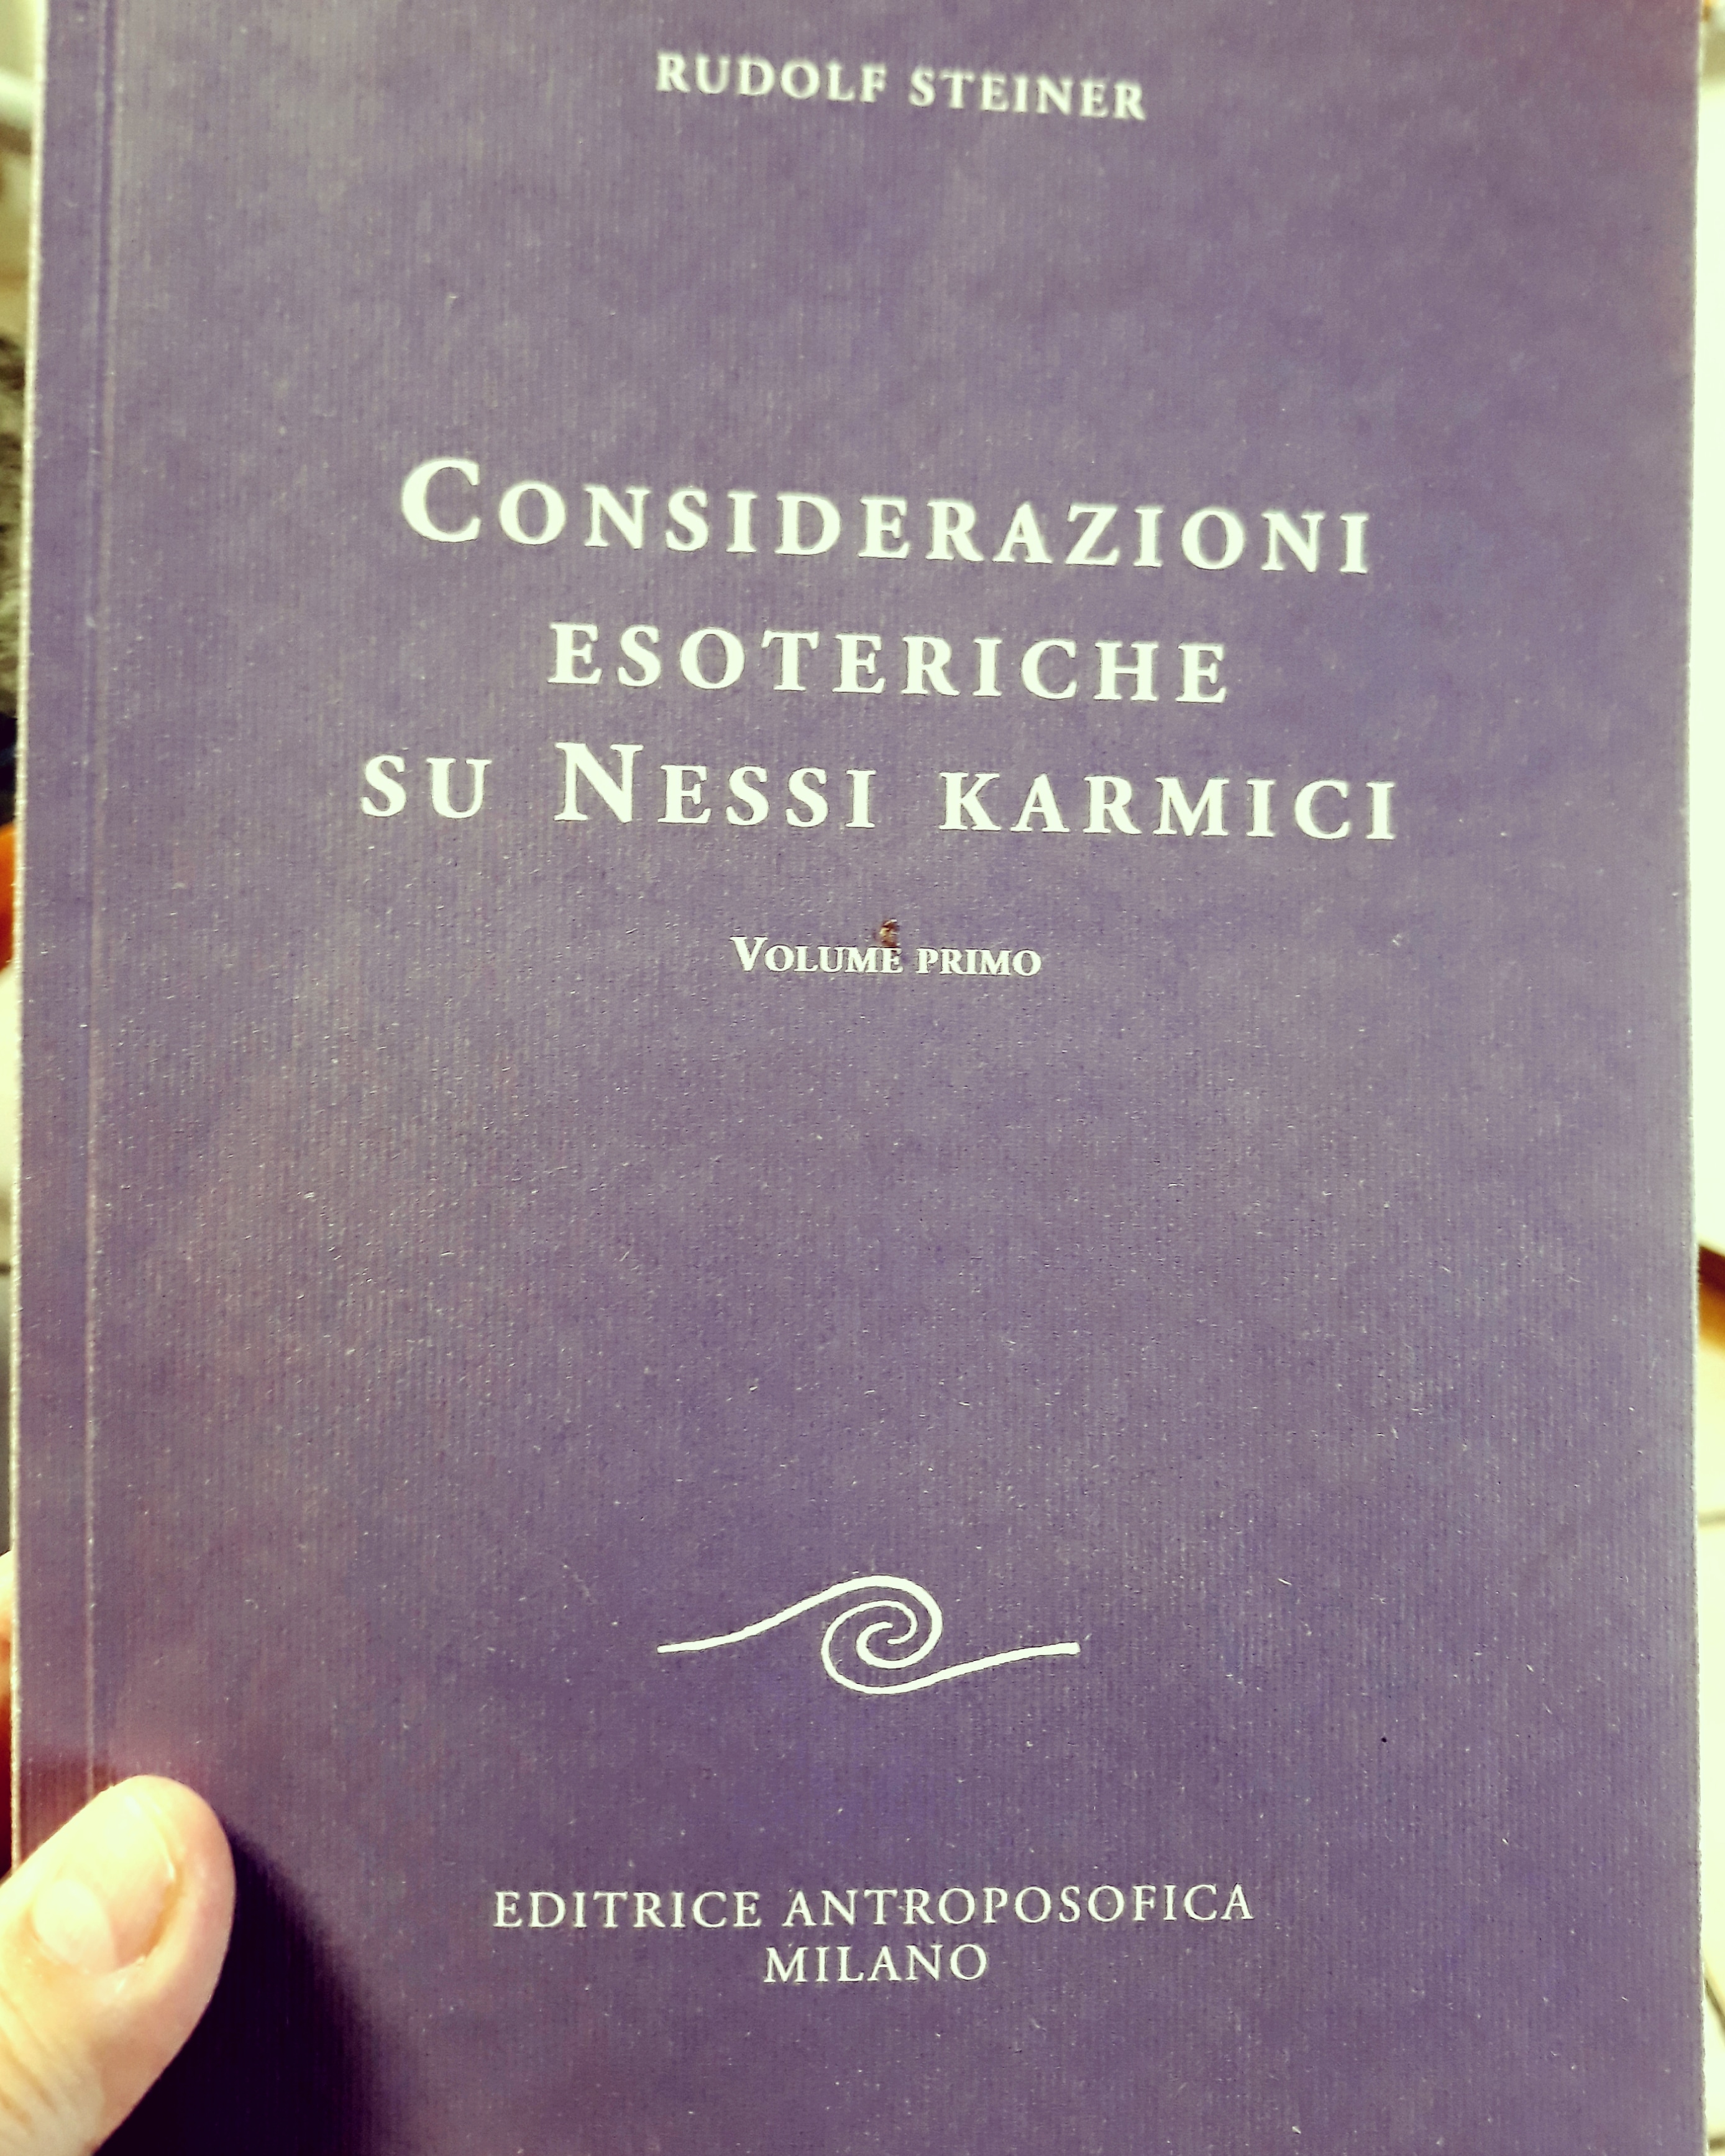 RUDOLF STEINER
CONSIDERAZIONI
ESOTERICHE
SU NESSI KARMICI
VOLUME PRIMO
EDITRICE ANTROPOSOFICA
MILANO